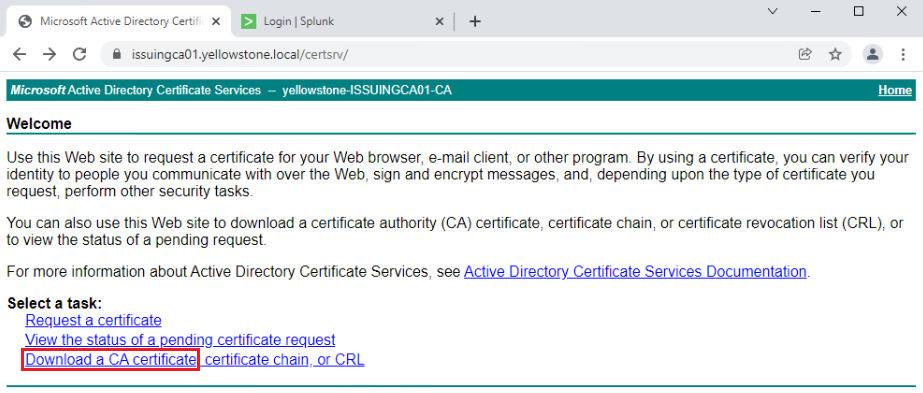 Microsoft Active Directory Certifi
Login | Splunk
issuingca01.yellowstone.local/certsrv/
Microsoft Active Directory Certificate Services -- yellowstone-ISSUINGCA01-CA
Home
Welcome
Use this Web site to request a certificate for your Web browser, e-mail client, or other program. By using a certificate, you can verify your
identity to people you communicate with over the Web, sign and encrypt messages, and, depending upon the type of certificate you
request, perform other security tasks.
You can also use this Web site to download a certificate authority (CA) certificate, certificate chain, or certificate revocation list (CRL), or
to view the status of a pending request.
For more information about Active Directory Certificate Services, see Active Directory Certificate Services Documentation.
Select a task:
Request a certificate
View the status of a pending certificate request
Download a CA certificate, certificate chain, or CRL